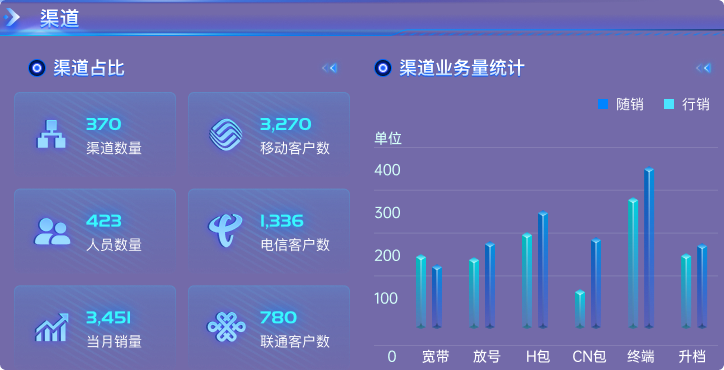 渠道
渠道占比
370
渠道数量
3,270
移动客户数
423
人员数量
1,336
电信客户数
3,451
当月销量
780
联通客户数
渠道业务量统计
随销
行销
单位
400
300
200
100
0
宽带
放号
H包
CN包
终端
升档